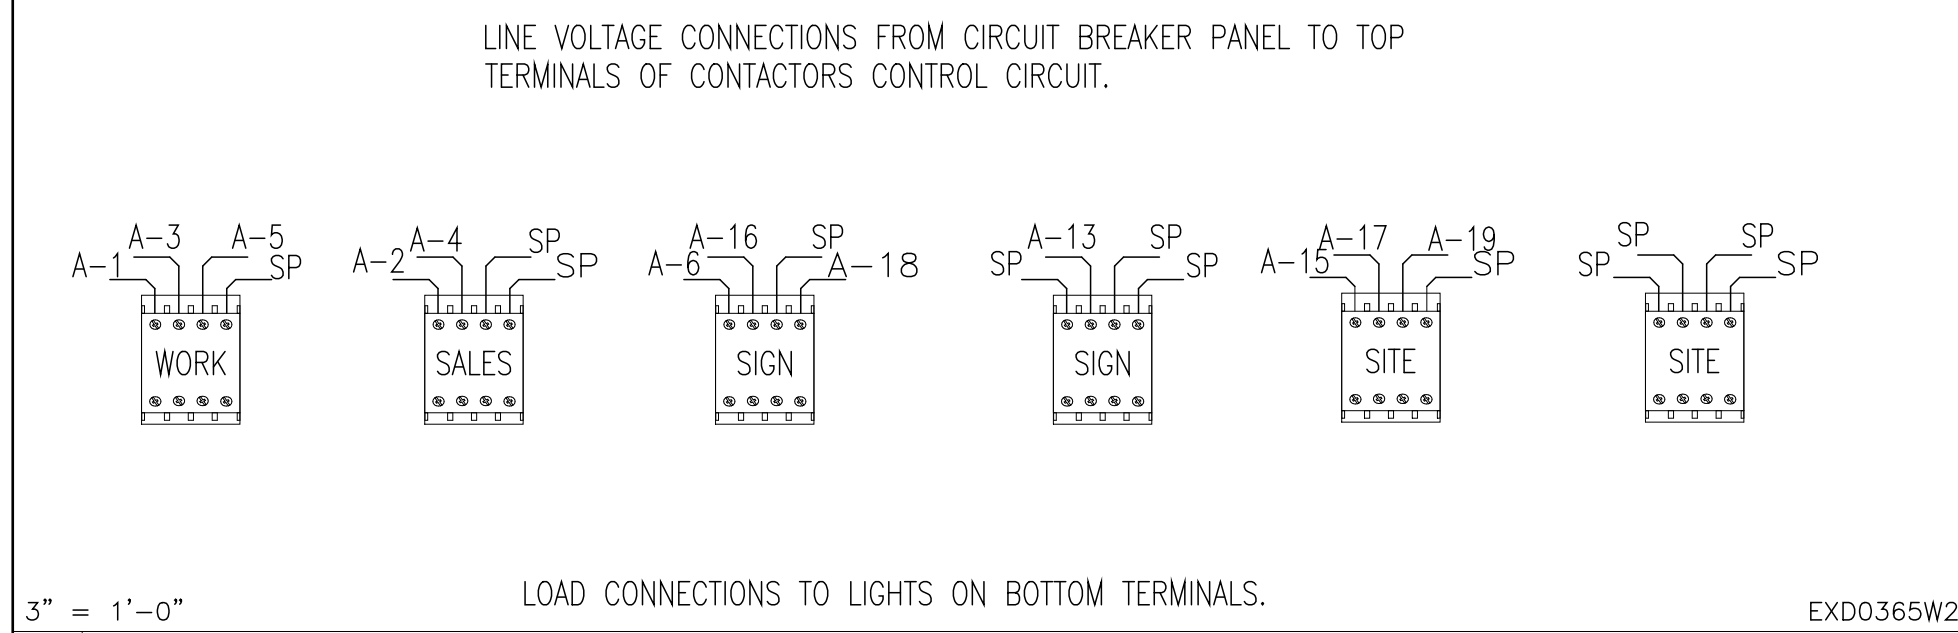 LINE VOLTAGE CONNECTIONS FROM CIRCUIT BREAKER PANEL TO TOP
TERMINALS OF CONTACTORS CONTROL CIRCUIT.
A-1
A-3
A-5
SP
WORK
A-2
A-4
SP
SP
SALES
A-6
A-16
SP
A-18
SIGN
SP
A-13
SP
SP
SIGN
A-15
A-17
A-19
SP
SITE
SP
SP
SP
SP
SITE
LOAD CONNECTIONS TO LIGHTS ON BOTTOM TERMINALS.
3" = 1'-0"
EXD0365W2